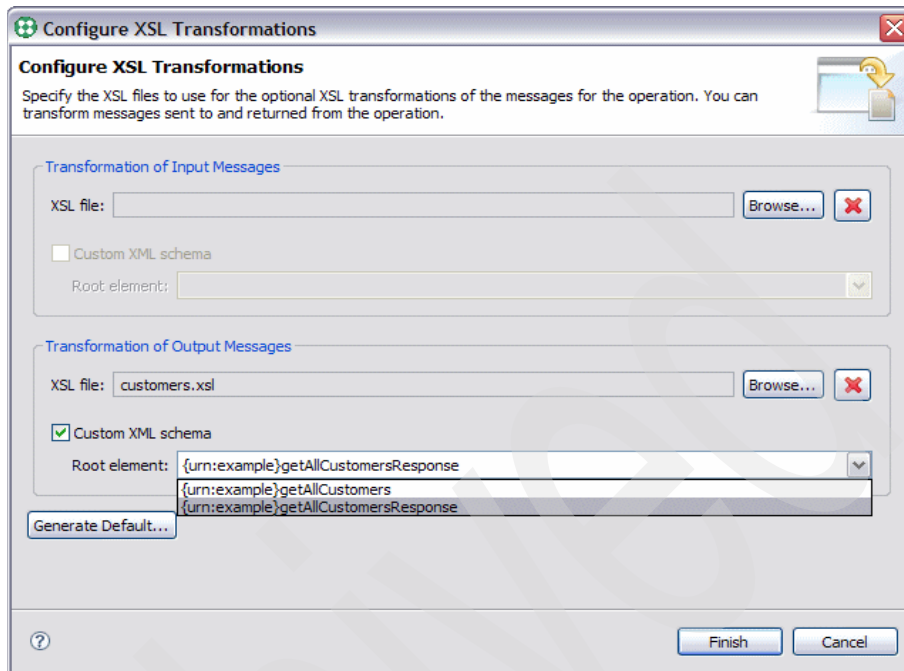 Configure XSL Transformations
Configure XSL Transformations
Specify the XSL files to use for the optional XSL transformations of the messages for the operation. You can
transform messages sent to and returned from the operation.
Transformation of Input Messages
XSL file: Browse...
Custom XML schema
Root element:
Transformation of Output Messages
XSL file: customers.xsl Browse...
Custom XML schema
Root element: {urn:example}getAllCustomersResponse
{urn:example}getAllCustomers
{urn:example}getAllCustomersResponse
Generate Default...
? Finish Cancel